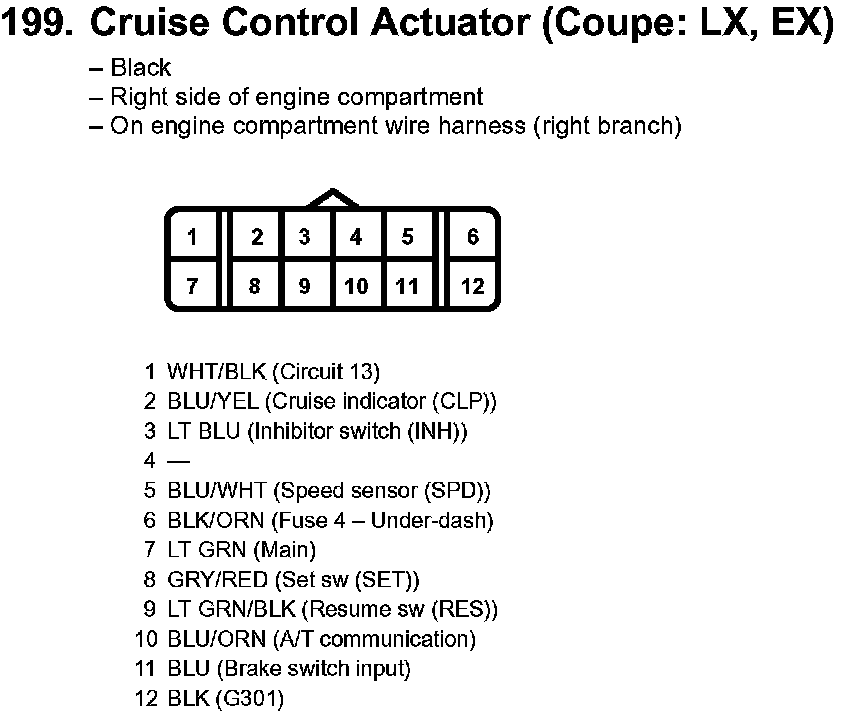 199. Cruise Control Actuator (Coupe: LX, EX)
– Black
– Right side of engine compartment
– On engine compartment wire harness (right branch)
1 2 3 4 5 6
7 8 9 10 11 12
1 WHT/BLK (Circuit 13)
2 BLU/YEL (Cruise indicator (CLP))
3 LT BLU (Inhibitor switch (INH))
4 —
5 BLU/WHT (Speed sensor (SPD))
6 BLK/ORN (Fuse 4 – Under-dash)
7 LT GRN (Main)
8 GRY/RED (Set sw (SET))
9 LT GRN/BLK (Resume sw (RES))
10 BLU/ORN (A/T communication)
11 BLU (Brake switch input)
12 BLK (G301)